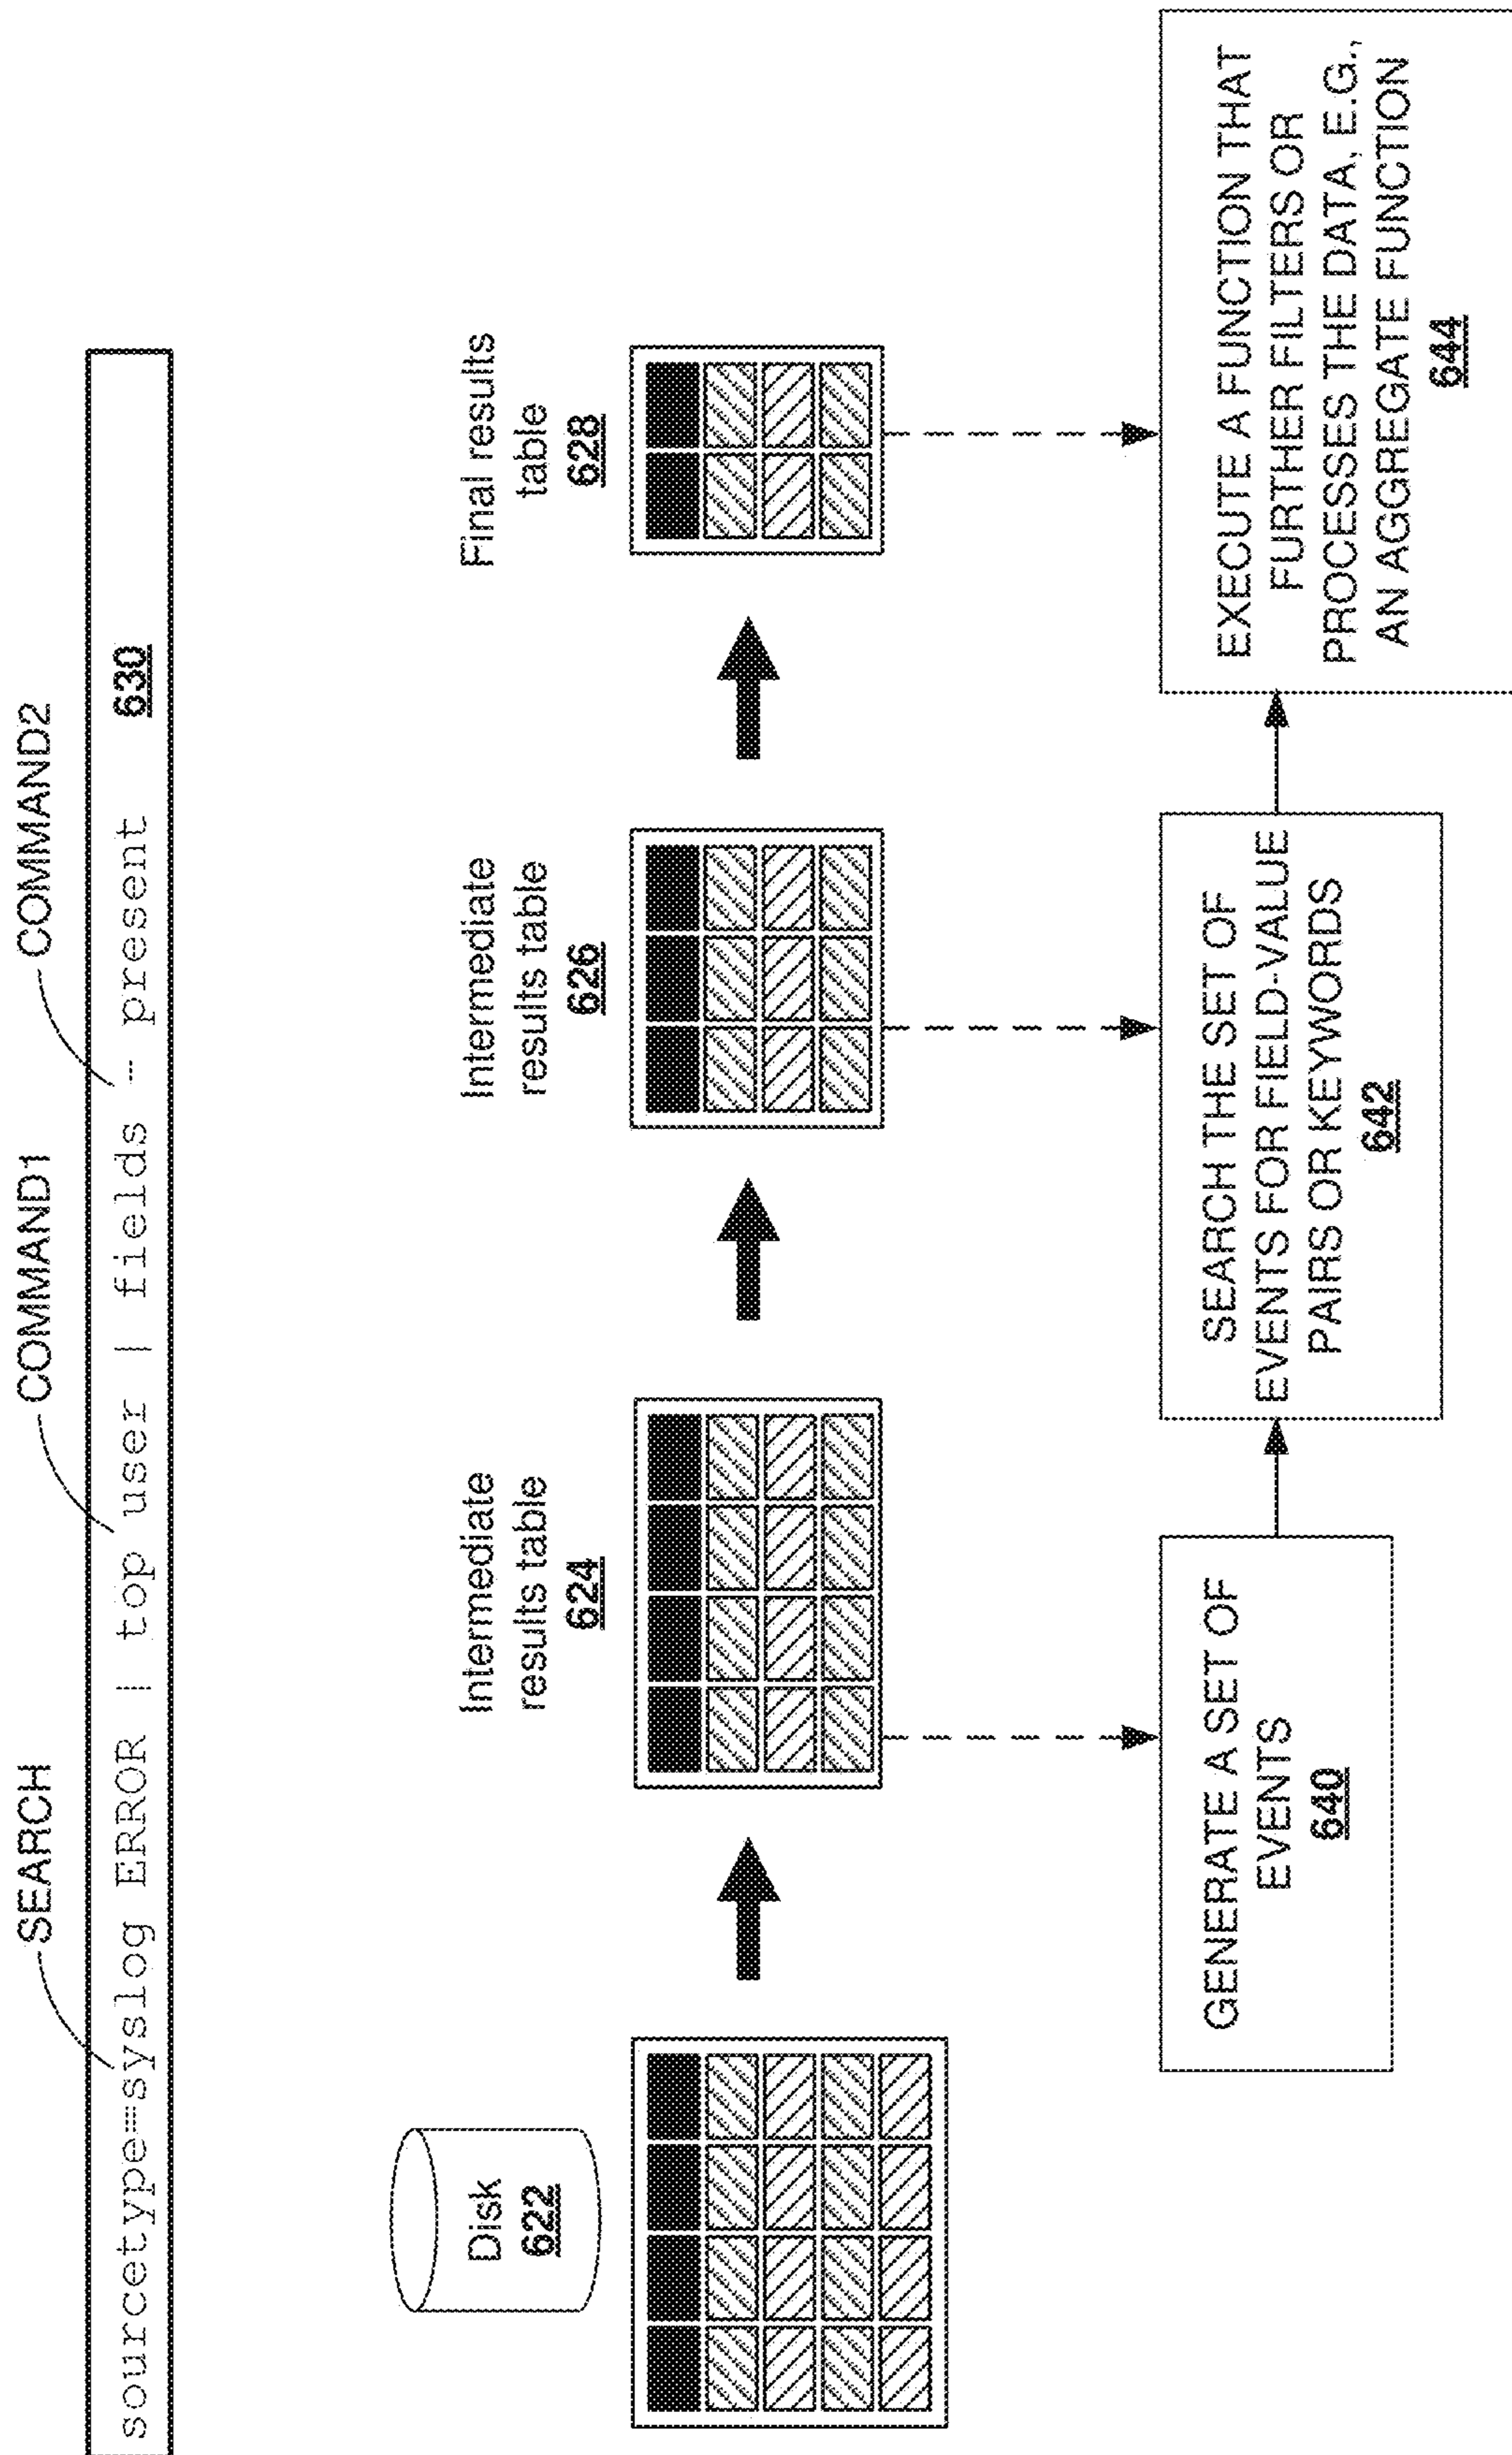 SEARCH
COMMAND1
COMMAND2
sourcetype=syslog ERROR | top user | fields – present 630
Disk
622
Intermediate
results table
624
Intermediate
results table
626
Final results
table
628
GENERATE A SET OF
EVENTS
640
SEARCH THE SET OF
EVENTS FOR FIELD-VALUE
PAIRS OR KEYWORDS
642
EXECUTE A FUNCTION THAT
FURTHER FILTERS OR
PROCESSES THE DATA, E.G.,
AN AGGREGATE FUNCTION
644